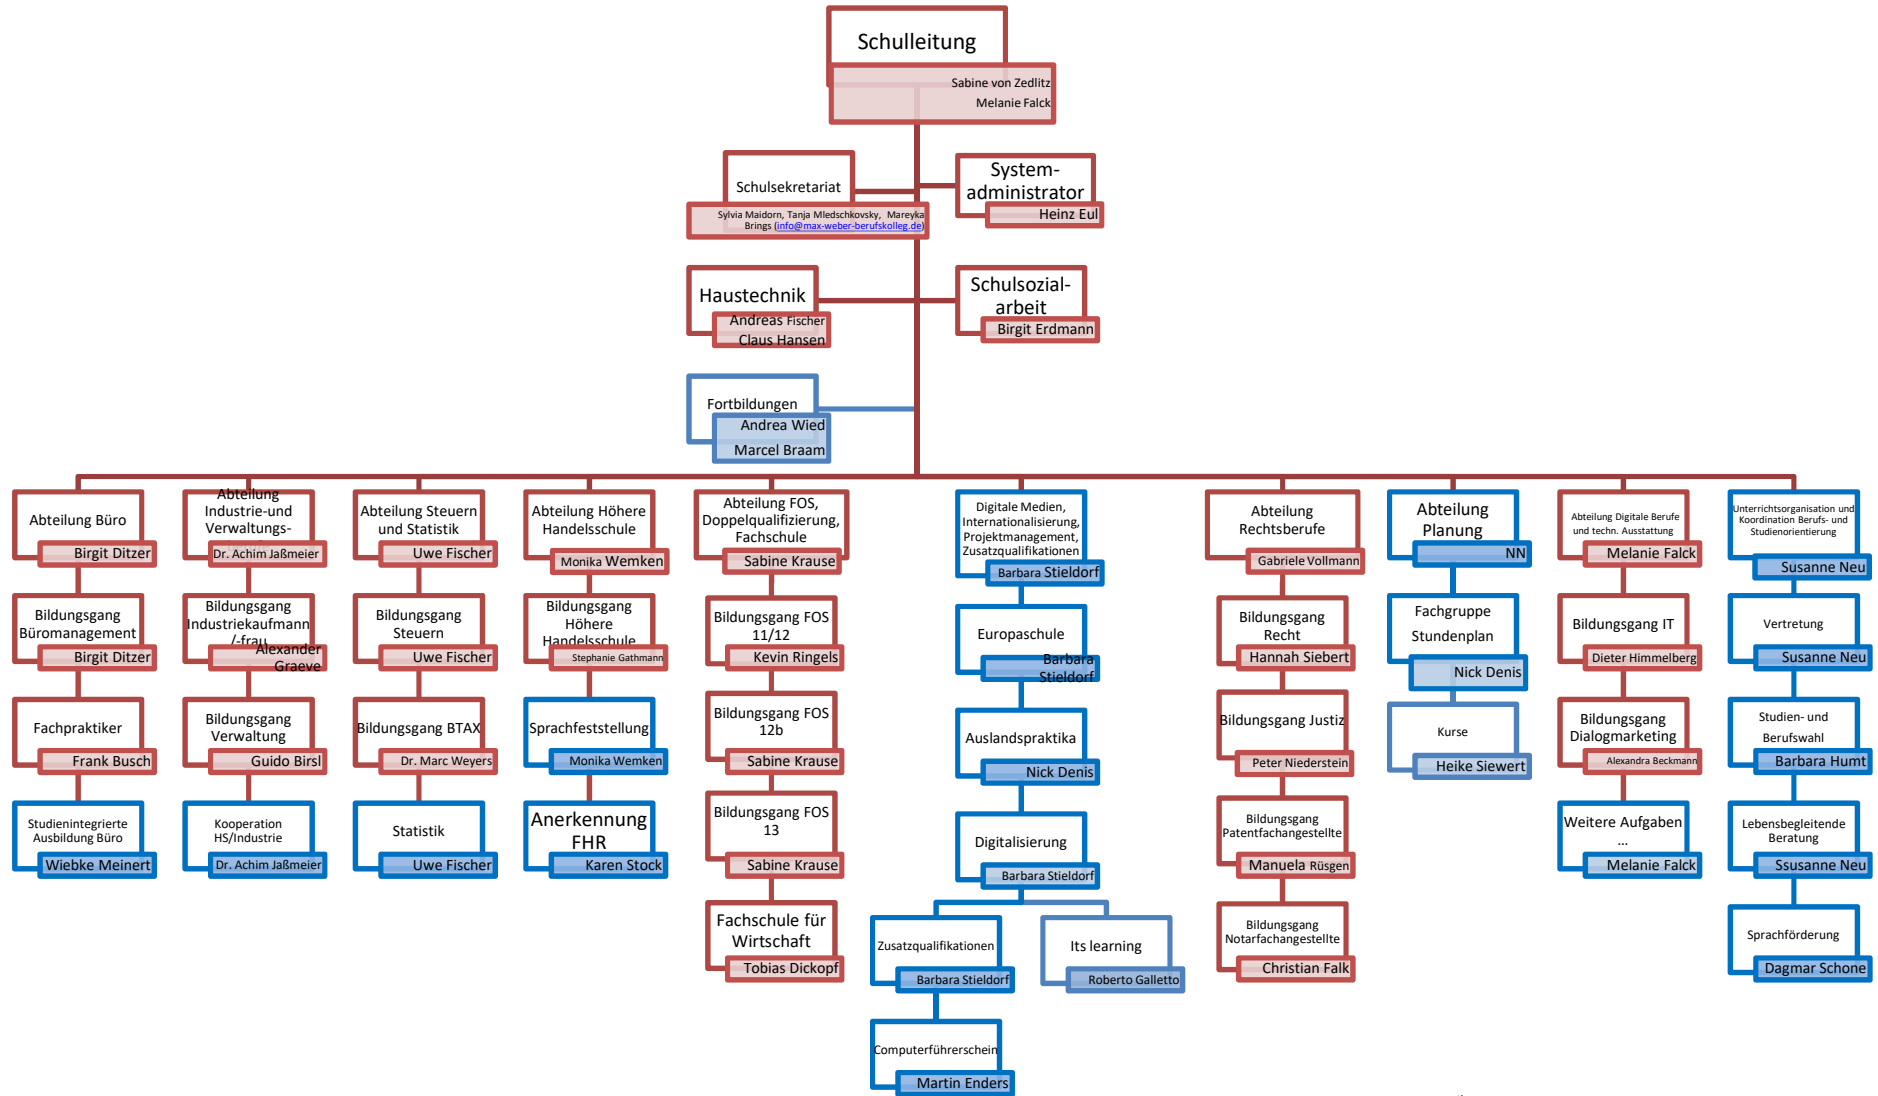 Schulleitung
Sabine von Zedlitz
Melanie Falck
Schulsekretariat
Sylvia Maidorn, Tanja Mledschkovsky, Mareyka
Brings (info@max-weber-berufskolleg.de)
System-
administrator
Heinz Eul
Haustechnik
Andreas Fischer
Claus Hansen
Schulsozial-
arbeit
Birgit Erdmann
Fortbildungen
Andrea Wied
Marcel Braam
Abteilung Büro
Birgit Ditzer
Bildungsgang
Büromanagement
Birgit Ditzer
Fachpraktiker
Frank Busch
Studienintegrierte
Ausbildung Büro
Wiebke Meinert
Abteilung
Industrie-und
Verwaltungs-
Dr. Achim Jaßmeier
Bildungsgang
Industriekaufmann
/-frau
Alexander
Graeve
Bildungsgang
Verwaltung
Guido Birsl
Kooperation
HS/Industrie
Dr. Achim Jaßmeier
Abteilung Steuern
und Statistik
Uwe Fischer
Bildungsgang
Steuern
Uwe Fischer
Bildungsgang BTAX
Dr. Marc Weyers
Statistik
Uwe Fischer
Abteilung Höhere
Handelsschule
Monika Wemken
Bildungsgang
Höhere
Handelsschule
Stephanie Gathmann
Sprachfeststellung
Monika Wemken
Anerkennung
FHR
Karen Stock
Abteilung FOS,
Doppelqualifizierung,
Fachschule
Sabine Krause
Bildungsgang FOS
11/12
Kevin Ringels
Bildungsgang FOS
12b
Sabine Krause
Bildungsgang FOS
13
Sabine Krause
Fachschule für
Wirtschaft
Tobias Dickopf
Digitale Medien,
Internationalisierung,
Projektmanagement,
Zusatzqualifikationen
Barbara Stieldorf
Europaschule
Barbara
Stieldorf
Auslandspraktika
Nick Denis
Digitalisierung
Barbara Stieldorf
Zusatzqualifikationen
Barbara Stieldorf
Computerführerschein
Martin Enders
Its learning
Roberto Galletto
Abteilung
Rechtsberufe
Gabriele Vollmann
Bildungsgang
Recht
Hannah Siebert
Bildungsgang Justiz
Peter Niederstein
Bildungsgang
Patentfachangestellte
Manuela Rüsgen
Bildungsgang
Notarfachangestellte
Christian Falk
Abteilung
Planung
NN
Fachgruppe
Stundenplan
Nick Denis
Kurse
Heike Siewert
Abteilung Digitale Berufe
und techn. Ausstattung
Melanie Falck
Bildungsgang IT
Dieter Himmelberg
Bildungsgang
Dialogmarketing
Alexandra Beckmann
Weitere Aufgaben
...
Melanie Falck
Unterrichtsorganisation und
Koordination Berufs- und
Studienorientierung
Susanne Neu
Vertretung
Susanne Neu
Studien- und
Berufswahl
Barbara Humt
Lebensbegleitende
Beratung
Ssusanne Neu
Sprachförderung
Dagmar Schone